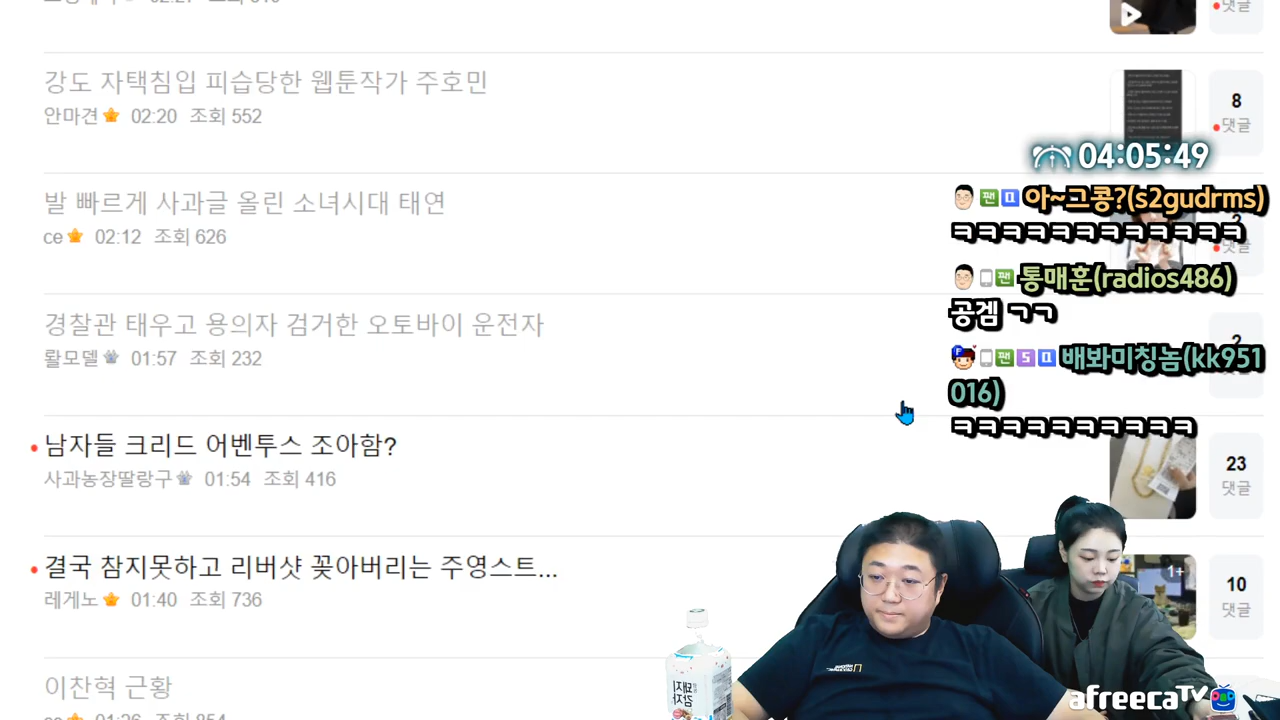 강도 자택침입 피습당한 웹툰작가 주호민
안마견 02:20 조회 552
8
댓글
04:05:49
발 빠르게 사과글 올린 소녀시대 태연
ce 02:12 조회 626
댓글
팬 아~그콩?(s2gudrms)
ㅋㅋㅋㅋㅋㅋㅋㅋㅋㅋㅋㅋ
팬 통매훈(radios486)
공겜 ㄱㄱ
경찰관 태우고 용의자 검거한 오토바이 운전자
롿모델 01:57 조회 232
팬 S 배봐미칭놈(kk951
016)
ㅋㅋㅋㅋㅋㅋㅋㅋㅋㅋ
남자들 크리드 어벤투스 조아함?
사과농장딸랑구 01:54 조회 416
23
댓글
결국 참지못하고 리버샷 꽂아버리는 주영스트...
레게노 01:40 조회 736
1+
10
댓글
이찬혁 근황
afreecaTV